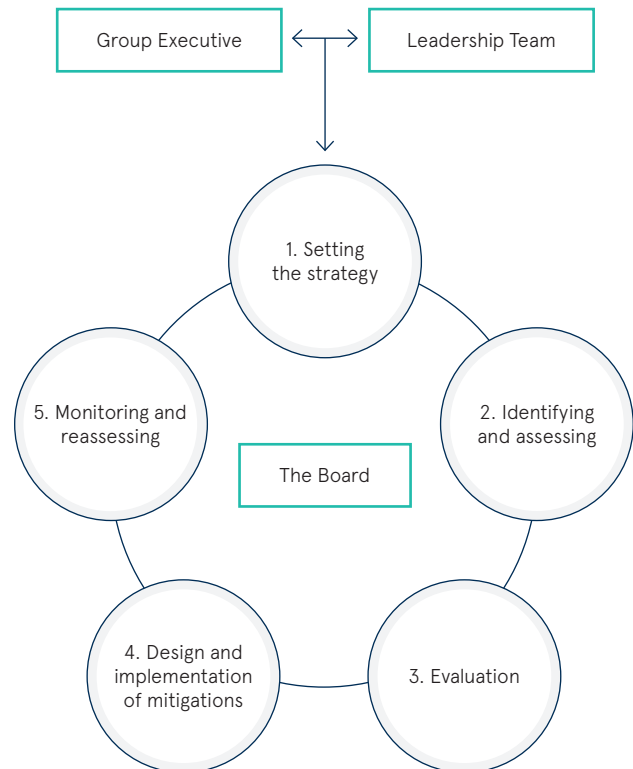 Group Executive
Leadership Team
1. Setting
the strategy
5. Monitoring and
reassessing
2. Identifying
and assessing
The Board
4. Design and
implementation
of mitigations
3. Evaluation